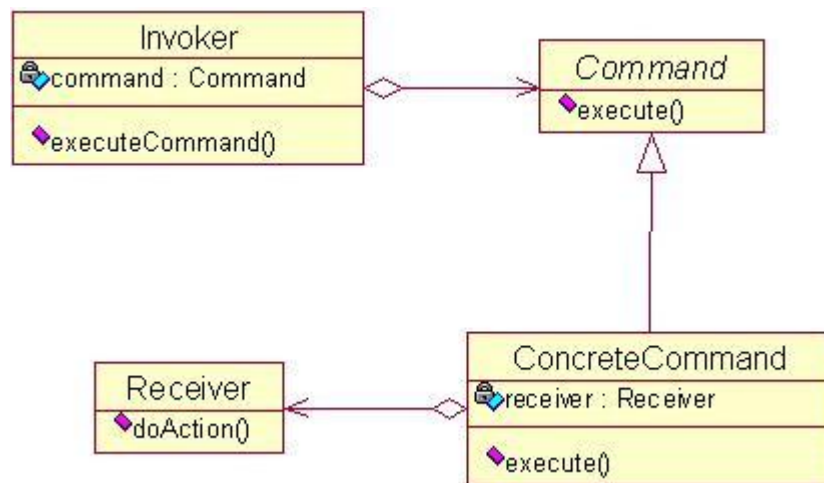 Invoker
command : Command
executeCommand()
Command
execute()
Receiver
doAction()
ConcreteCommand
receiver : Receiver
execute()